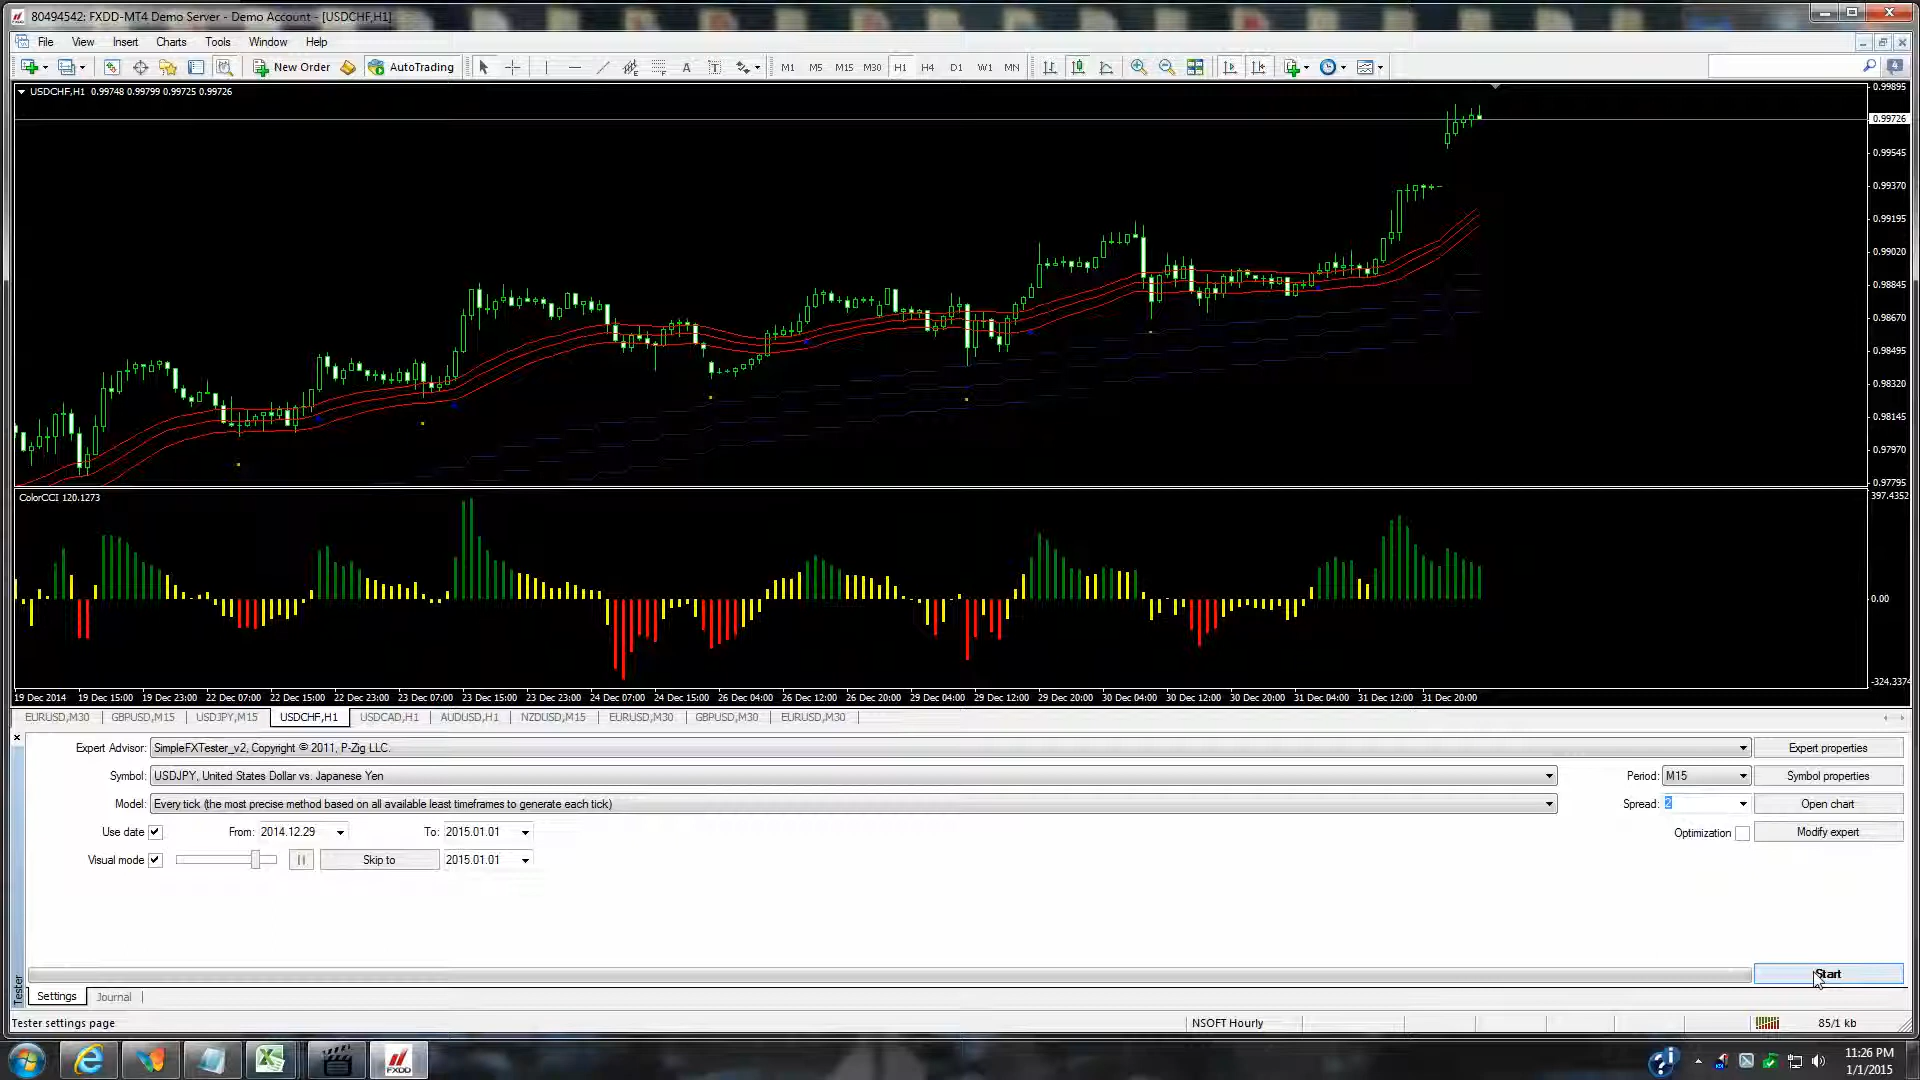 80494542: FXDD-MT4 Demo Server - Demo Account - [USDCHF,H1]
File View Insert Charts Tools Window Help
New Order AutoTrading A T M1 M5 M15 M30 H1 H4 D1 W1 MN 4
USDCHF,H1 0.99748 0.99799 0.99725 0.99726
0.99895
0.99726
0.99545
0.99370
0.99195
0.99020
0.98845
0.98670
0.98495
0.98320
0.98145
0.97970
0.97795
ColorCCI 120.1273
397.4352
0.00
-324.3374
19 Dec 2014 19 Dec 15:00 19 Dec 23:00 22 Dec 07:00 22 Dec 15:00 22 Dec 23:00 23 Dec 07:00 23 Dec 15:00 23 Dec 23:00 24 Dec 07:00 24 Dec 15:00 26 Dec 04:00 26 Dec 12:00 26 Dec 20:00 29 Dec 04:00 29 Dec 12:00 29 Dec 20:00 30 Dec 04:00 30 Dec 12:00 30 Dec 20:00 31 Dec 04:00 31 Dec 12:00 31 Dec 20:00
EURUSD,M30 GBPUSD,M15 USDJPY,M15 USDCHF,H1 USDCAD,H1 AUDUSD,H1 NZDUSD,M15 EURUSD,M30 GBPUSD,M30 EURUSD,M30
Expert Advisor: SimpleFXTester_v2, Copyright © 2011, P-Zig LLC. Expert properties
Symbol: USDJPY, United States Dollar vs. Japanese Yen Period: M15 Symbol properties
Model: Every tick (the most precise method based on all available least timeframes to generate each tick) Spread: 2 Open chart
Use date From: 2014.12.29 To: 2015.01.01 Optimization Modify expert
Visual mode Skip to 2015.01.01
Start
Tester
Settings Journal
Tester settings page NSOFT Hourly 85/1 kb
FXDD
11:26 PM
1/1/2015